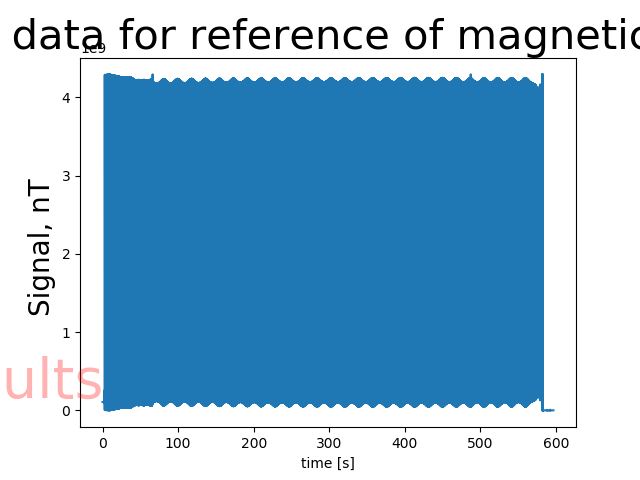 data for reference of magnetic
1e9
4
3
2
1
0
Signal, nT
ults
0 100 200 300 400 500 600
time [s]